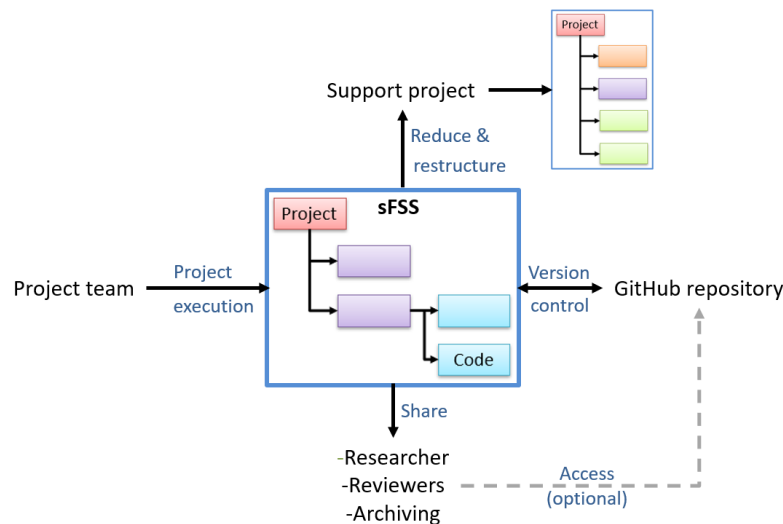 Project
Support project
Reduce &
restructure
sFSS
Project
Project team
Project
execution
Version
control
GitHub repository
Code
Share
-Researcher
-Reviewers
-Archiving
Access
(optional)